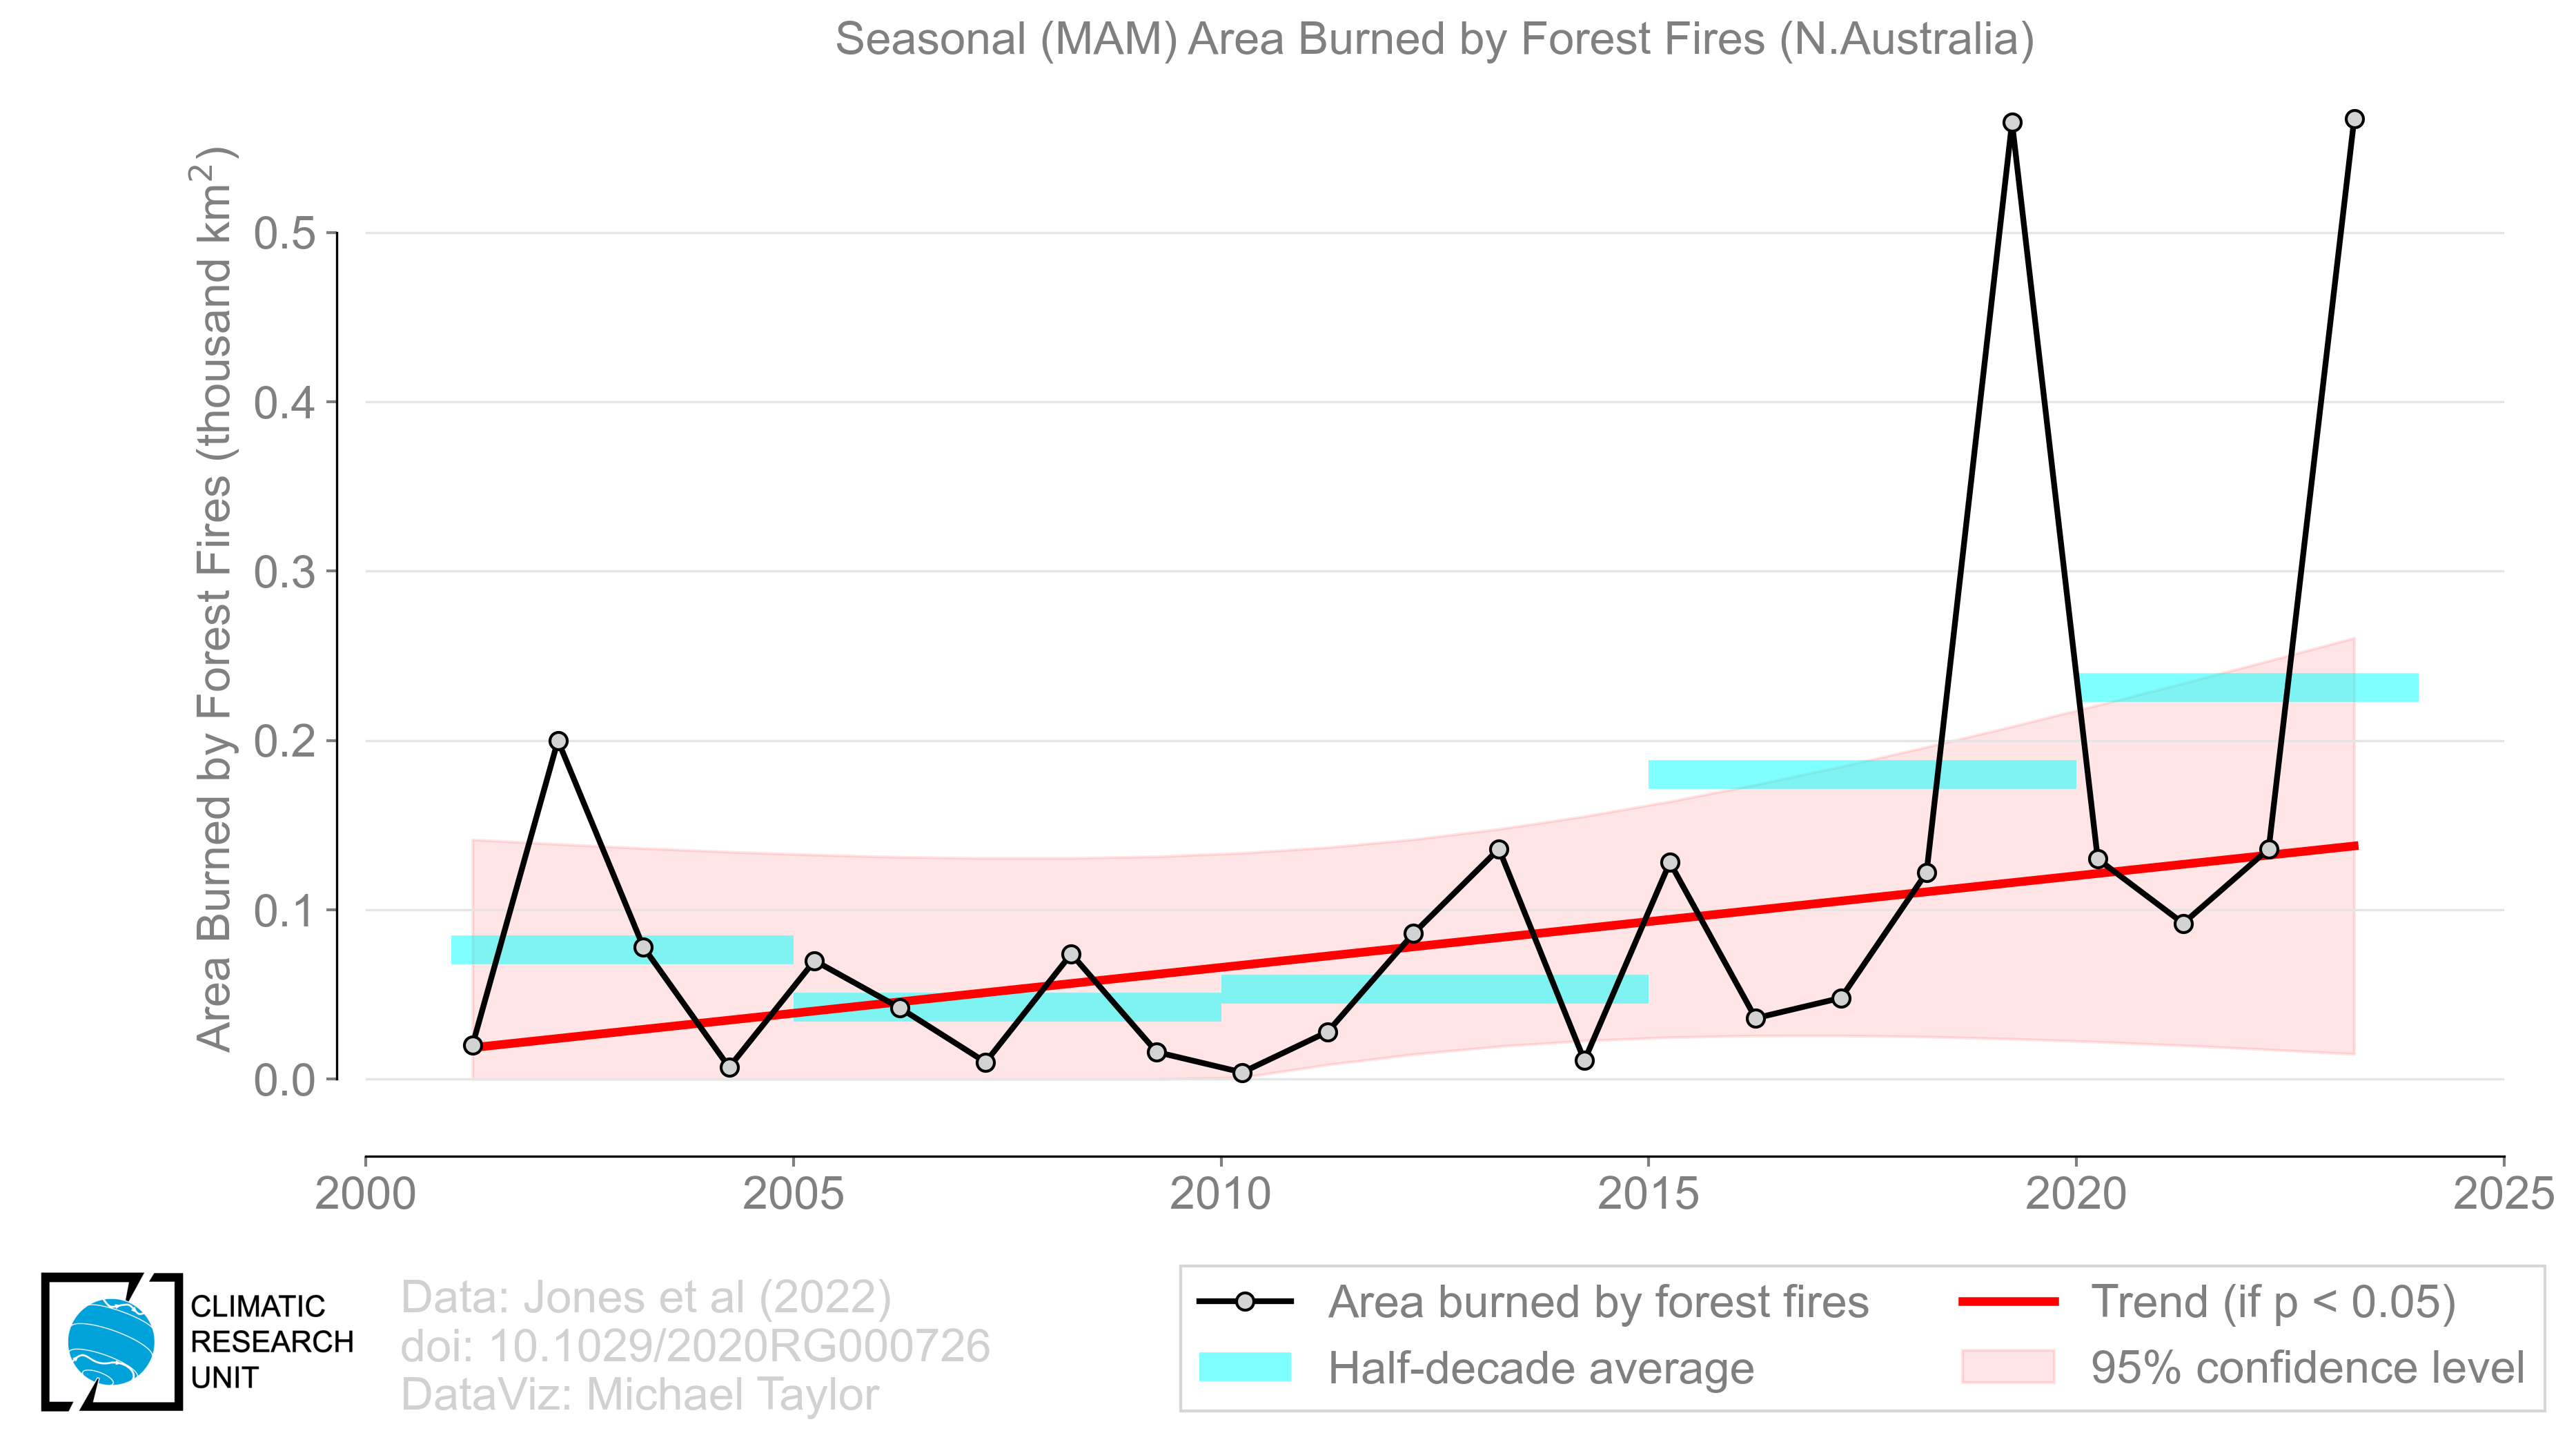 Seasonal (MAM) Area Burned by Forest Fires (N.Australia)
Area Burned by Forest Fires (thousand km²)
0.5
0.4
0.3
0.2
0.1
0.0
2000
2005
2010
2015
2020
2025
CLIMATIC
RESEARCH
UNIT
Data: Jones et al (2022)
doi: 10.1029/2020RG000726
DataViz: Michael Taylor
Area burned by forest fires
Half-decade average
Trend (if p < 0.05)
95% confidence level